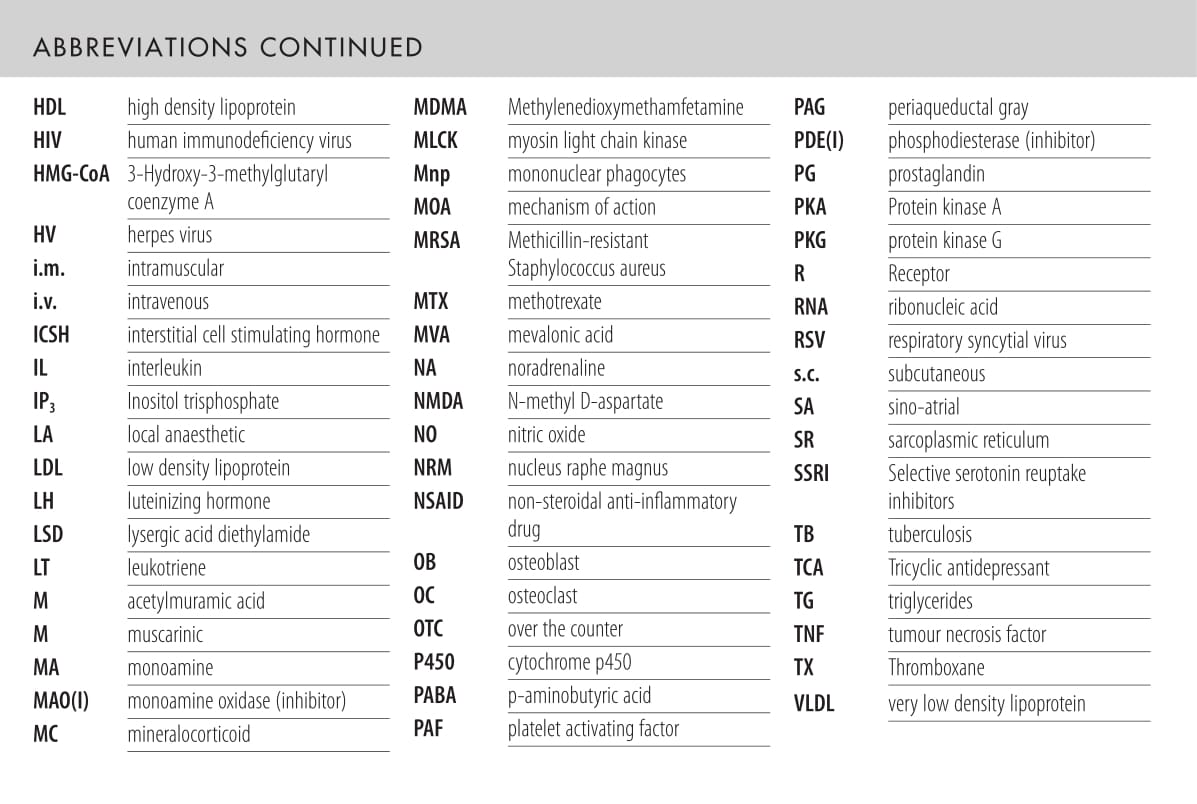 ABBREVIATIONS CONTINUED
HDL high density lipoprotein
HIV human immunodeficiency virus
HMG-CoA 3-Hydroxy-3-methylglutaryl
coenzyme A
HV herpes virus
i.m. intramuscular
i.v. intravenous
ICSH interstitial cell stimulating hormone
IL interleukin
IP₃ Inositol trisphosphate
LA local anaesthetic
LDL low density lipoprotein
LH luteinizing hormone
LSD lysergic acid diethylamide
LT leukotriene
M acetylmuramic acid
M muscarinic
MA monoamine
MAO(I) monoamine oxidase (inhibitor)
MC mineralocorticoid
MDMA Methylenedioxymethamfetamine
MLCK myosin light chain kinase
Mnp mononuclear phagocytes
MOA mechanism of action
MRSA Methicillin-resistant
Staphylococcus aureus
MTX methotrexate
MVA mevalonic acid
NA noradrenaline
NMDA N-methyl D-aspartate
NO nitric oxide
NRM nucleus raphe magnus
NSAID non-steroidal anti-inflammatory
drug
OB osteoblast
OC osteoclast
OTC over the counter
P450 cytochrome p450
PABA p-aminobutyric acid
PAF platelet activating factor
PAG periaqueductal gray
PDE(I) phosphodiesterase (inhibitor)
PG prostaglandin
PKA Protein kinase A
PKG protein kinase G
R Receptor
RNA ribonucleic acid
RSV respiratory syncytial virus
s.c. subcutaneous
SA sino-atrial
SR sarcoplasmic reticulum
SSRI Selective serotonin reuptake
inhibitors
TB tuberculosis
TCA Tricyclic antidepressant
TG triglycerides
TNF tumour necrosis factor
TX Thromboxane
VLDL very low density lipoprotein